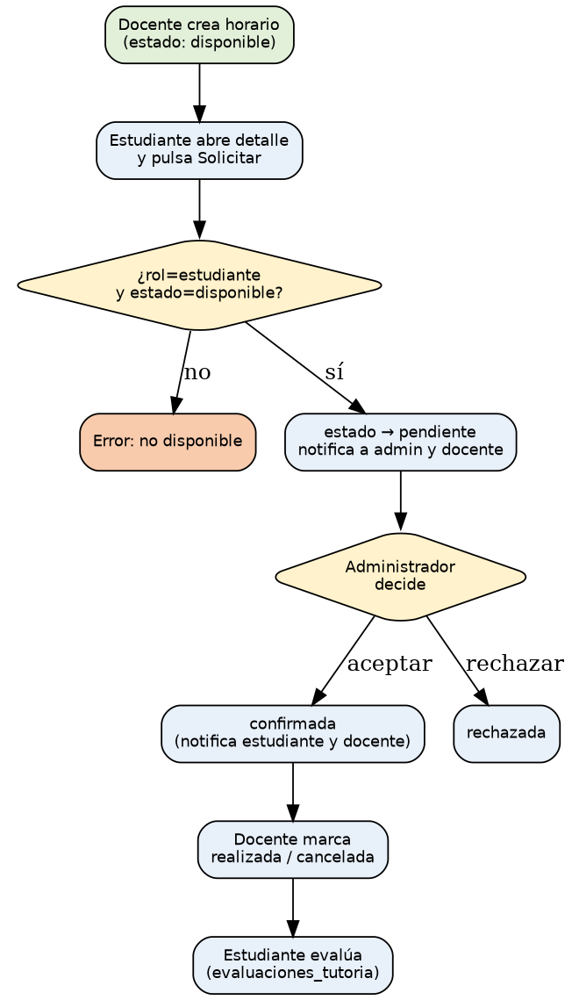 Docente crea horario
(estado: disponible)
Estudiante abre detalle
y pulsa Solicitar
¿rol=estudiante
y estado=disponible?
no
sí
Error: no disponible
estado → pendiente
notifica a admin y docente
Administrador
decide
aceptar
rechazar
confirmada
(notifica estudiante y docente)
rechazada
Docente marca
realizada / cancelada
Estudiante evalúa
(evaluaciones_tutoria)